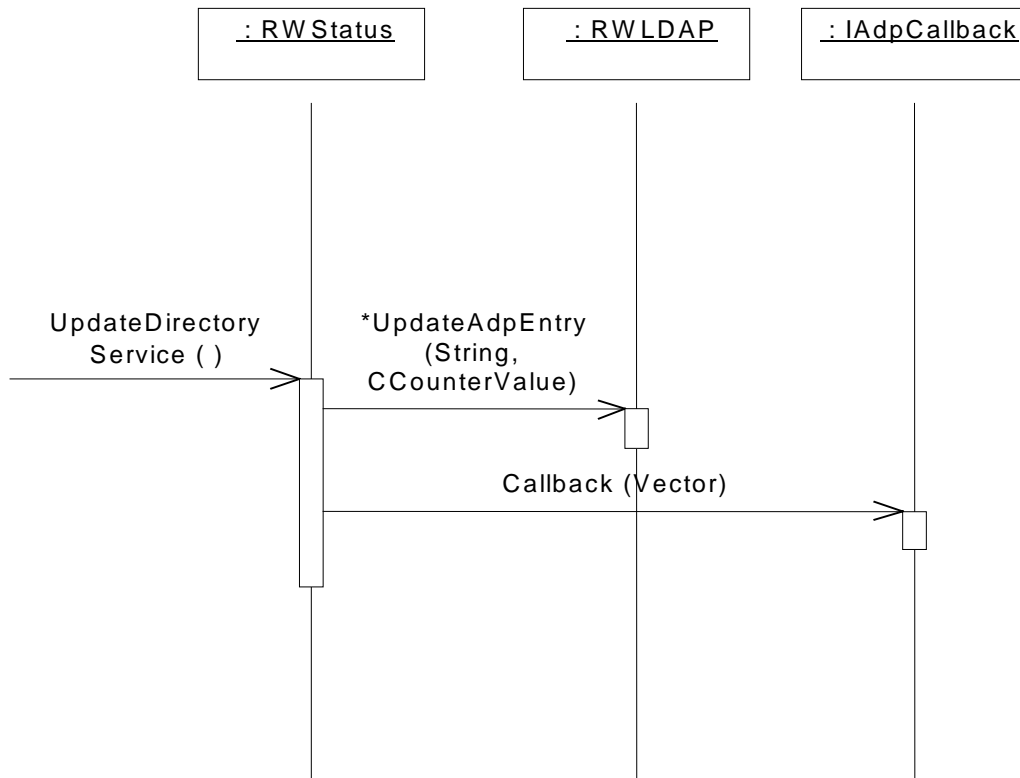 : RWStatus
: RWLDAP
: IAdpCallback
UpdateDirectory
Service ( )
*UpdateAdpEntry
(String,
CCounterValue)
Callback (Vector)